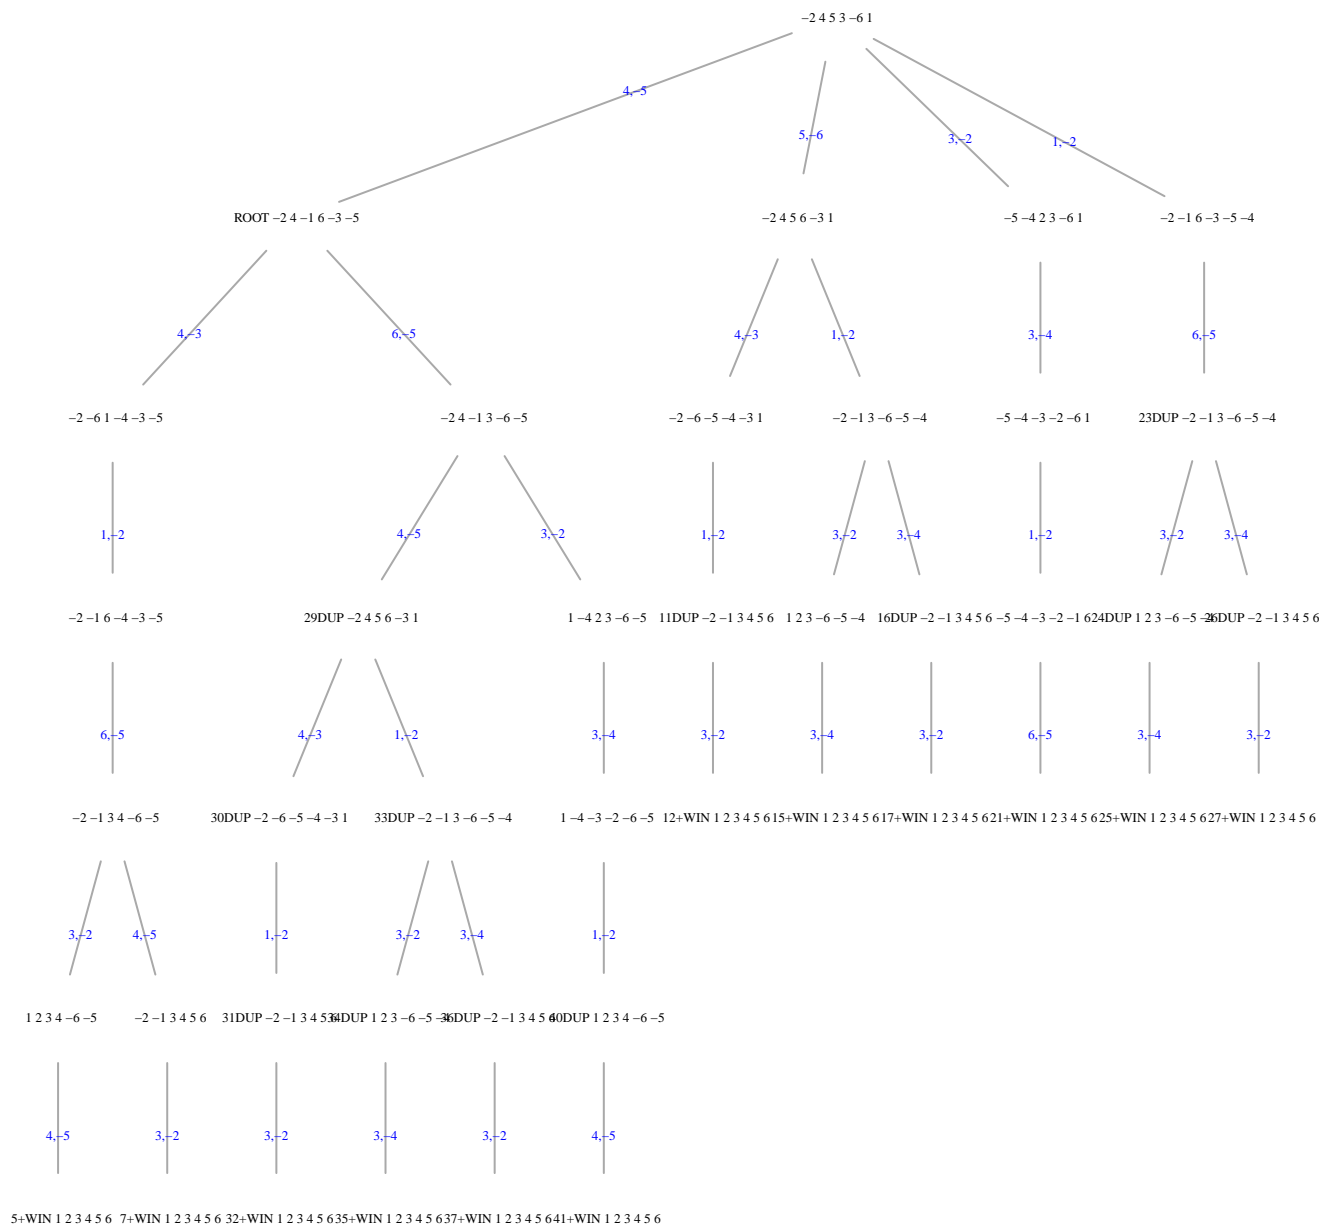 −2 4 5 3 −6 1
4,−5
5,−6
3,−2
1,−2
ROOT −2 4 −1 6 −3 −5
−2 4 5 6 −3 1
−5 −4 2 3 −6 1
−2 −1 6 −3 −5 −4
4,−3
6,−5
4,−3
1,−2
3,−4
6,−5
−2 −6 1 −4 −3 −5
−2 4 −1 3 −6 −5
−2 −6 −5 −4 −3 1
−2 −1 3 −6 −5 −4
−5 −4 −3 −2 −6 1
23DUP −2 −1 3 −6 −5 −4
1,−2
4,−5
3,−2
1,−2
3,−2
3,−4
1,−2
3,−2
3,−4
−2 −1 6 −4 −3 −5
29DUP −2 4 5 6 −3 1
1 −4 2 3 −6 −5
11DUP −2 −1 3 4 5 6
1 2 3 −6 −5 −4
16DUP −2 −1 3 4 5 6
−5 −4 −3 −2 −1 6
24DUP 1 2 3 −6 −5 −4
26DUP −2 −1 3 4 5 6
6,−5
4,−3
1,−2
3,−4
3,−2
3,−4
3,−2
6,−5
3,−4
3,−2
−2 −1 3 4 −6 −5
30DUP −2 −6 −5 −4 −3 1
33DUP −2 −1 3 −6 −5 −4
1 −4 −3 −2 −6 −5
12+WIN 1 2 3 4 5 6
15+WIN 1 2 3 4 5 6
17+WIN 1 2 3 4 5 6
21+WIN 1 2 3 4 5 6
25+WIN 1 2 3 4 5 6
27+WIN 1 2 3 4 5 6
3,−2
4,−5
1,−2
3,−2
3,−4
1,−2
1 2 3 4 −6 −5
−2 −1 3 4 5 6
31DUP −2 −1 3 4 5 6
34DUP 1 2 3 −6 −5 −4
36DUP −2 −1 3 4 5 6
40DUP 1 2 3 4 −6 −5
4,−5
3,−2
3,−2
3,−4
3,−2
4,−5
5+WIN 1 2 3 4 5 6
7+WIN 1 2 3 4 5 6
32+WIN 1 2 3 4 5 6
35+WIN 1 2 3 4 5 6
37+WIN 1 2 3 4 5 6
41+WIN 1 2 3 4 5 6